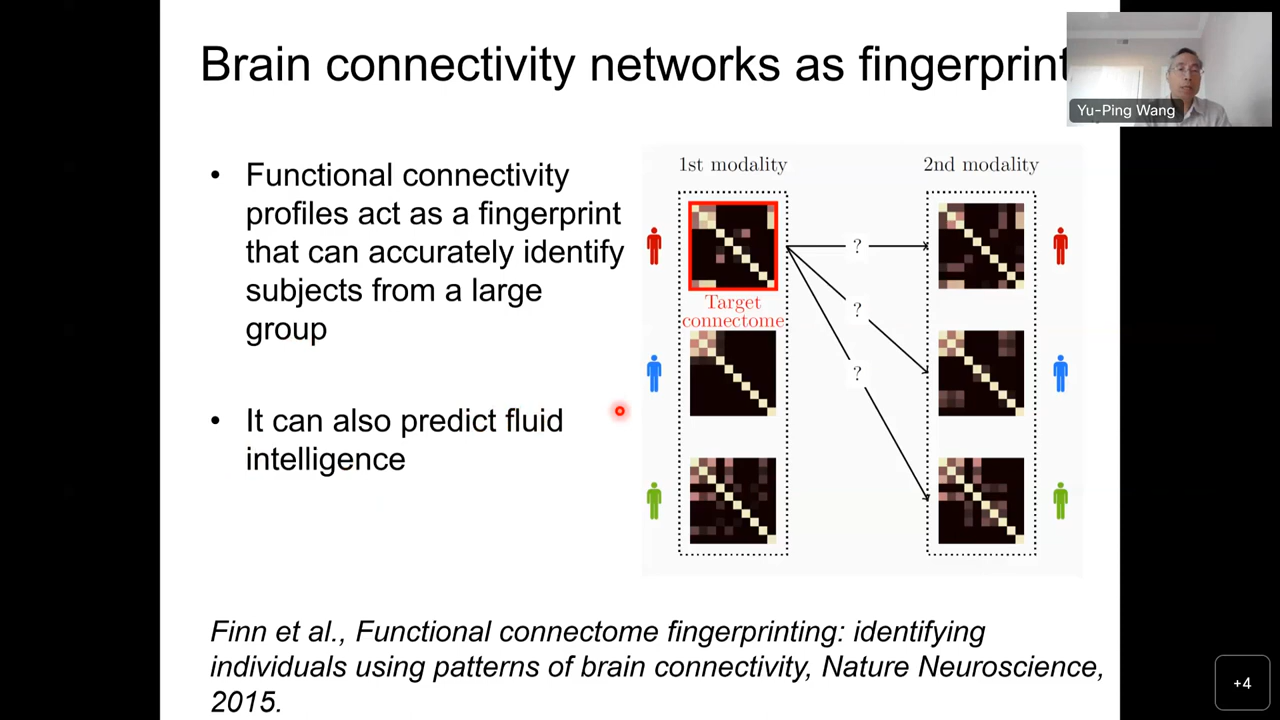 Brain connectivity networks as fingerprint
Yu-Ping Wang
• Functional connectivity
profiles act as a fingerprint
that can accurately identify
subjects from a large
group
• It can also predict fluid
intelligence
1st modality
2nd modality
?
Target
connectome
?
?
Finn et al., Functional connectome fingerprinting: identifying
individuals using patterns of brain connectivity, Nature Neuroscience,
2015.
+4